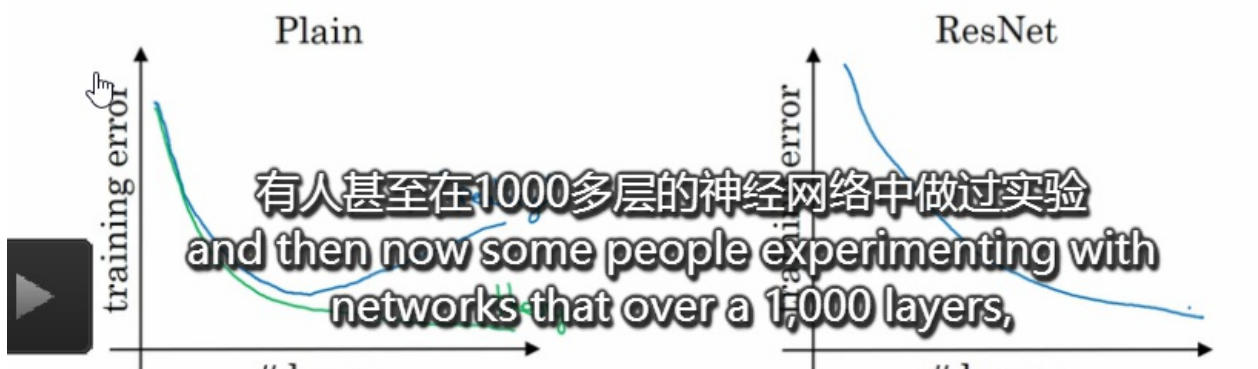 Plain
ResNet
training error
training error
有人甚至在1000多层的神经网络中做过实验
and then now some people experimenting with
networks that over a 1,000 layers,